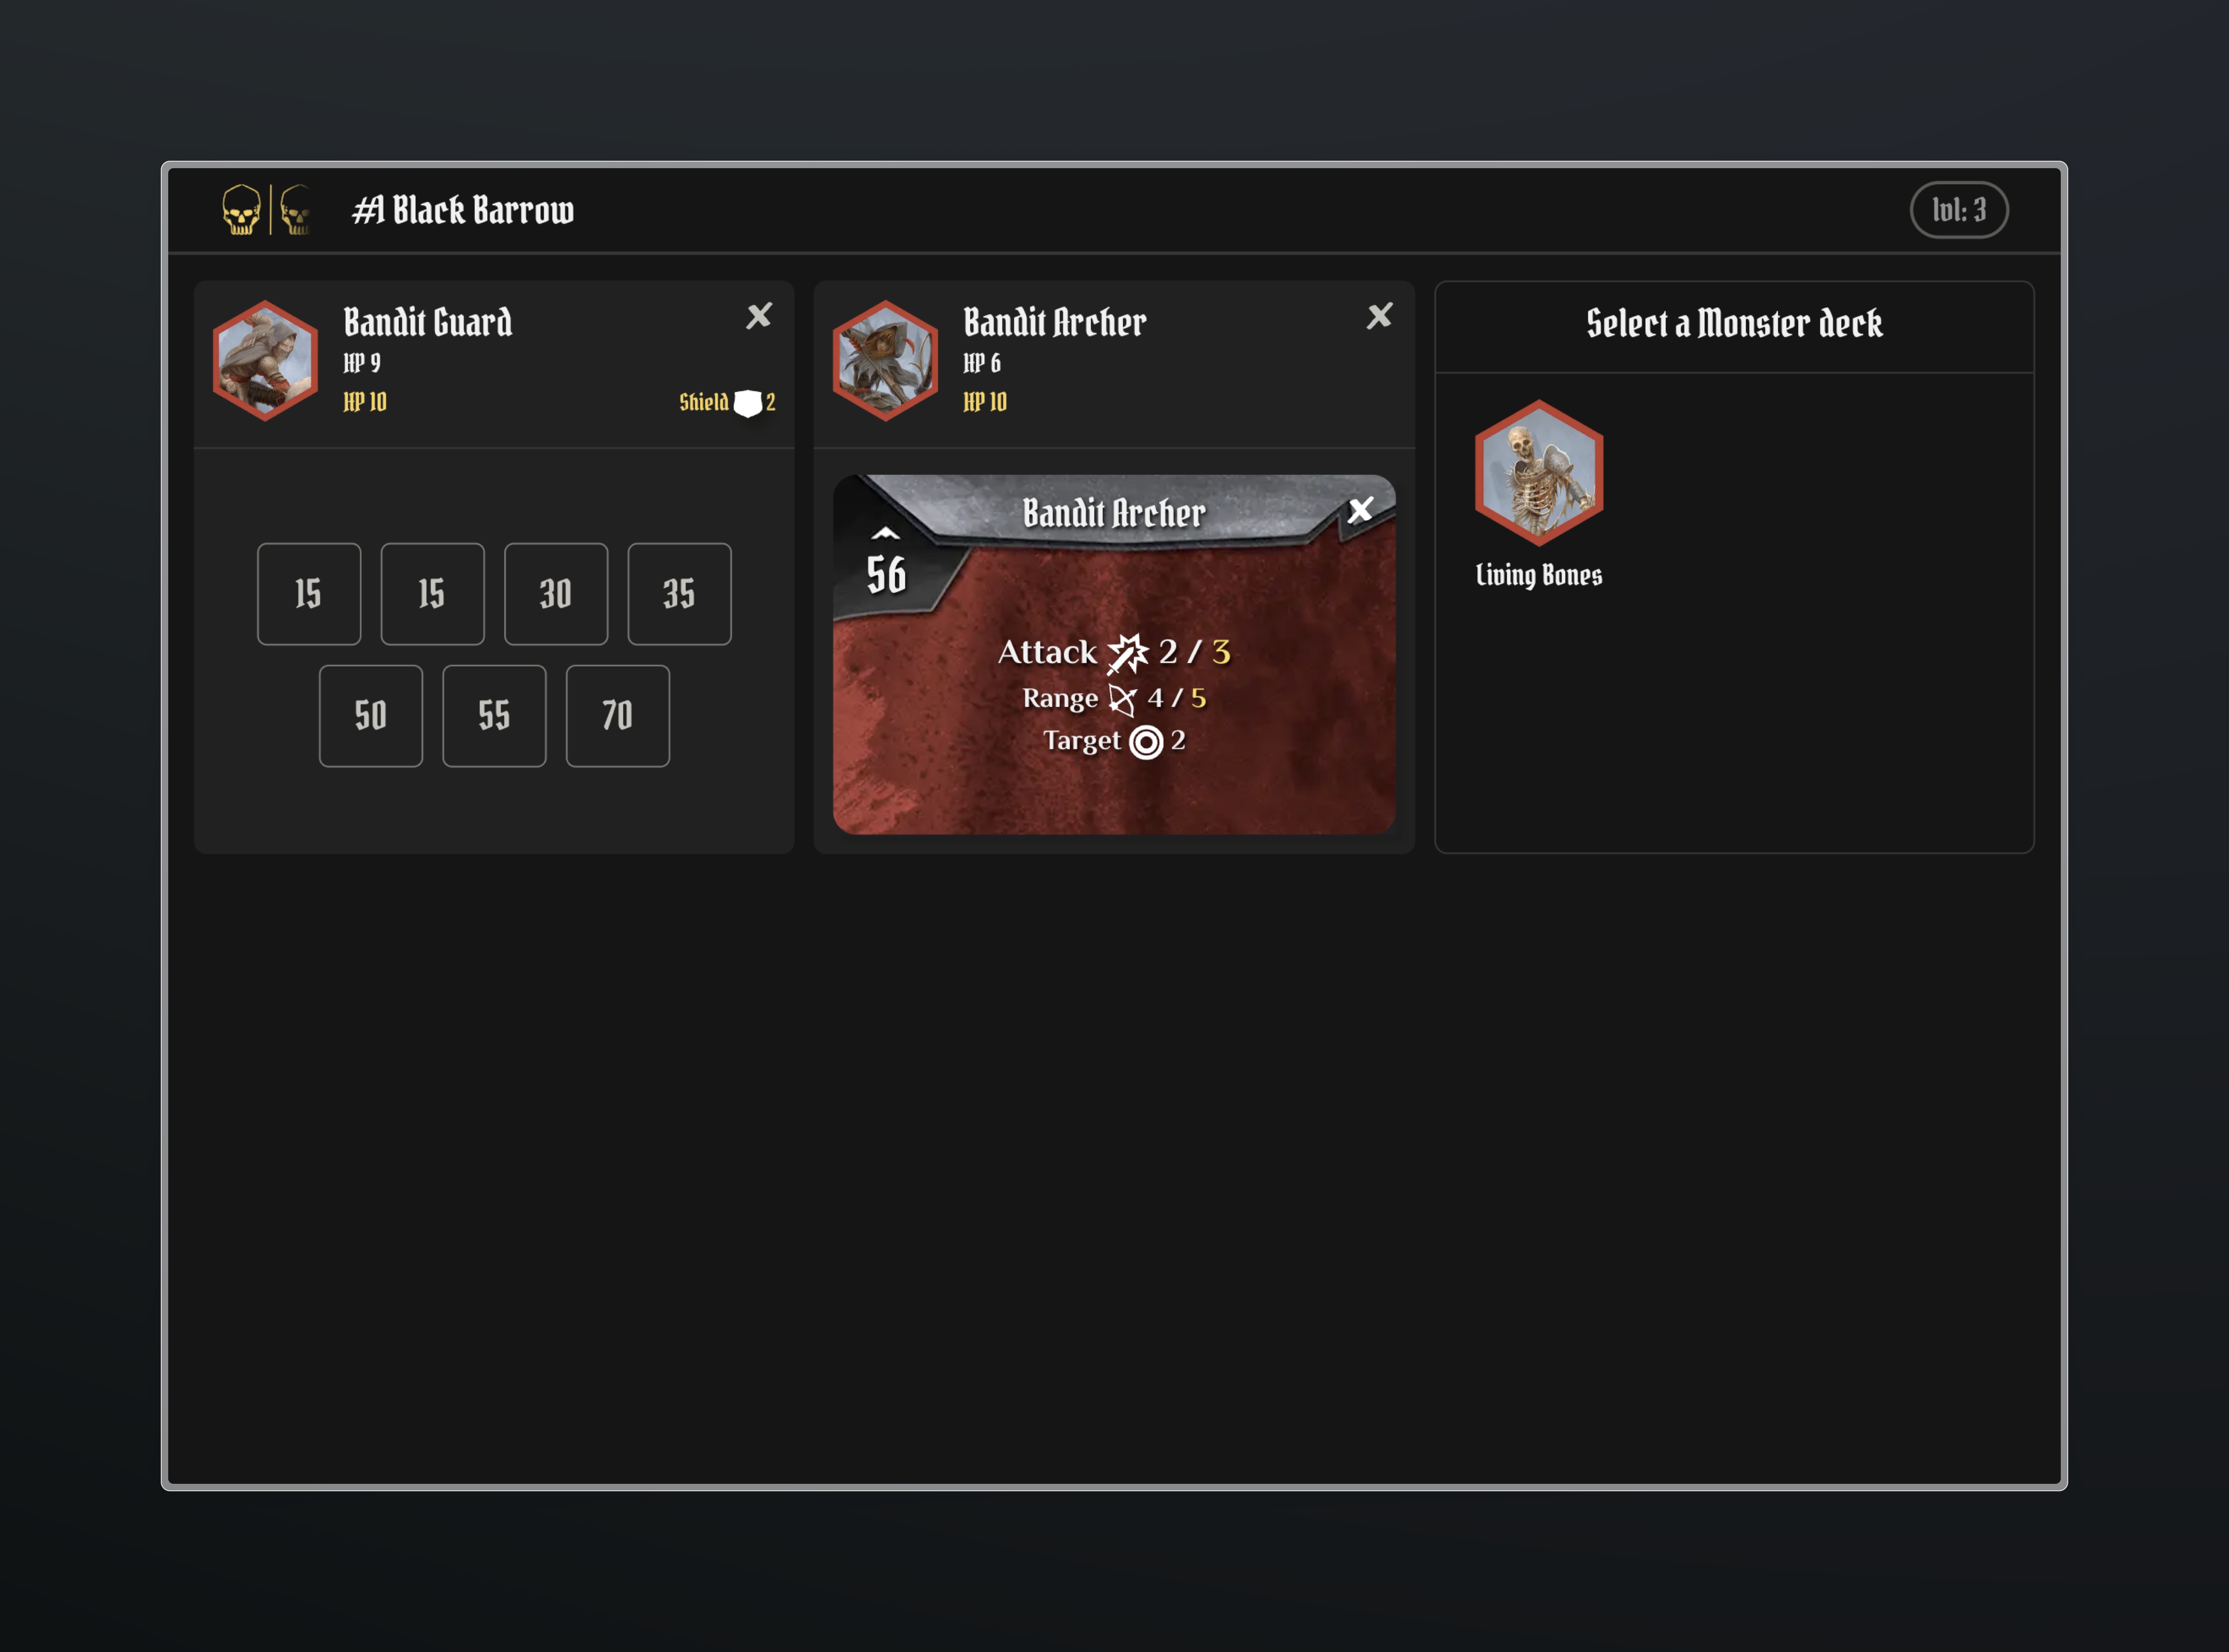 #1 Black Barrow
lvl: 3
Bandit Guard
HP 9
HP 10
Shield 2
15 15 30 35
50 55 70
Bandit Archer
HP 6
HP 10
Bandit Archer
56
Attack 2 / 3
Range 4 / 5
Target 2
Select a Monster deck
Living Bones